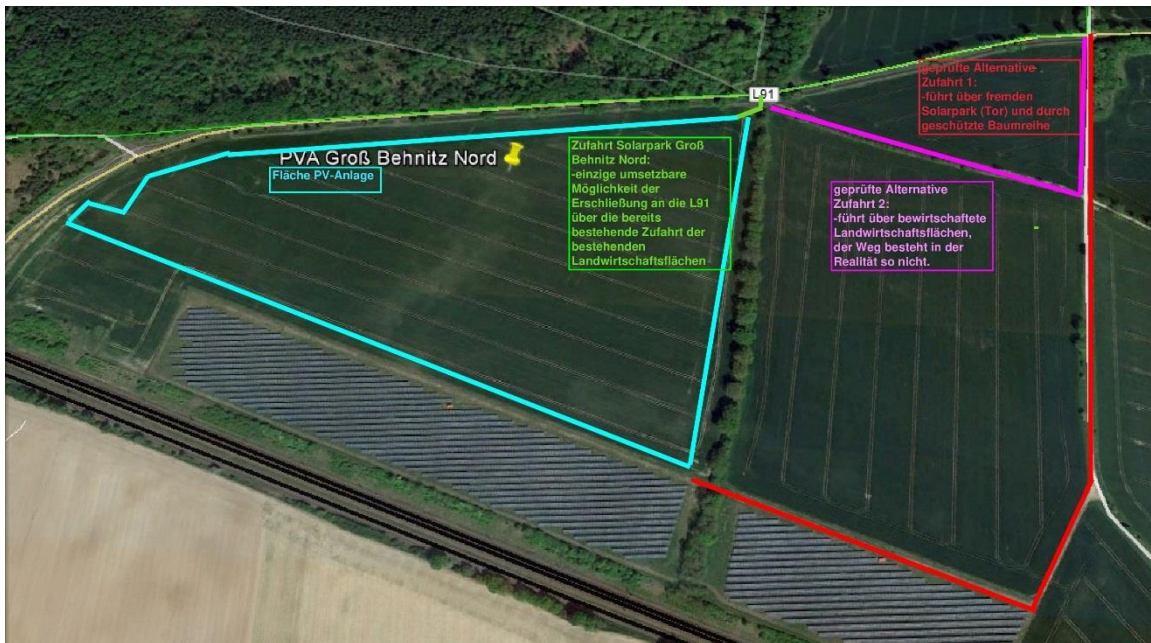 L91
PVA Groß Behnitz Nord
Fläche PV-Anlage
Zufahrt Solarpark Groß
Behnitz Nord:
-einzige umsetzbare
Möglichkeit der
Erschließung an die L91
über die bereits
bestehende Zufahrt der
bestehenden
Landwirtschaftsflächen
geprüfte Alternative
Zufahrt 1:
-führt über fremden
Solarpark (Tor) und durch
geschützte Baumreihe
geprüfte Alternative
Zufahrt 2:
-führt über bewirtschaftete
Landwirtschaftsflächen,
der Weg besteht in der
Realität so nicht.